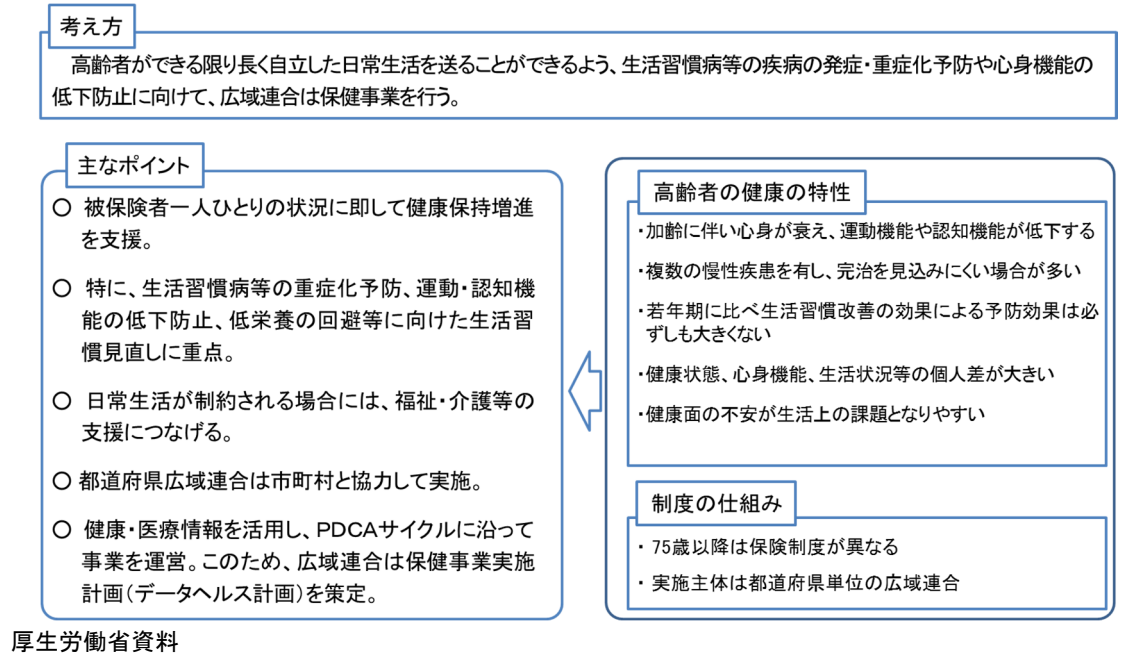 考え方
高齢者ができる限り長く自立した日常生活を送ることができるよう、生活習慣病等の疾病の発症・重症化予防や心身機能の
低下防止に向けて、広域連合は保健事業を行う。
主なポイント
○ 被保険者一人ひとりの状況に即して健康保持増進
を支援。
○ 特に、生活習慣病等の重症化予防、運動・認知機
能の低下防止、低栄養の回避等に向けた生活習
慣見直しに重点。
○ 日常生活が制約される場合には、福祉・介護等の
支援につなげる。
○ 都道府県広域連合は市町村と協力して実施。
○ 健康・医療情報を活用し、PDCAサイクルに沿って
事業を運営。このため、広域連合は保健事業実施
計画(データヘルス計画)を策定。
高齢者の健康の特性
・加齢に伴い心身が衰え、運動機能や認知機能が低下する
・複数の慢性疾患を有し、完治を見込みにくい場合が多い
・若年期に比べ生活習慣改善の効果による予防効果は必
ずしも大きくない
・健康状態、心身機能、生活状況等の個人差が大きい
・健康面の不安が生活上の課題となりやすい
制度の仕組み
・ 75歳以降は保険制度が異なる
・ 実施主体は都道府県単位の広域連合
厚生労働省資料